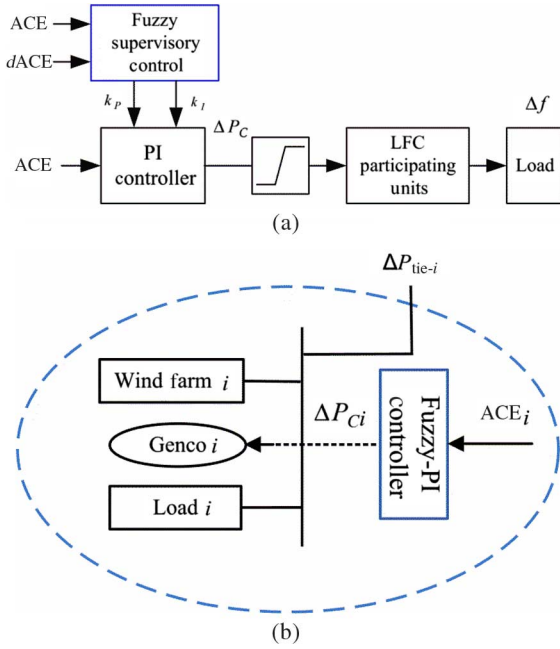 ACE
dACE
Fuzzy
supervisory
control
k_P
k_I
ACE
PI
controller
ΔP_C
LFC
participating
units
Δf
Load
(a)
ΔP_tie-i
Wind farm i
Genco i
Load i
ΔP_Ci
Fuzzy-PI
controller
ACE_i
(b)